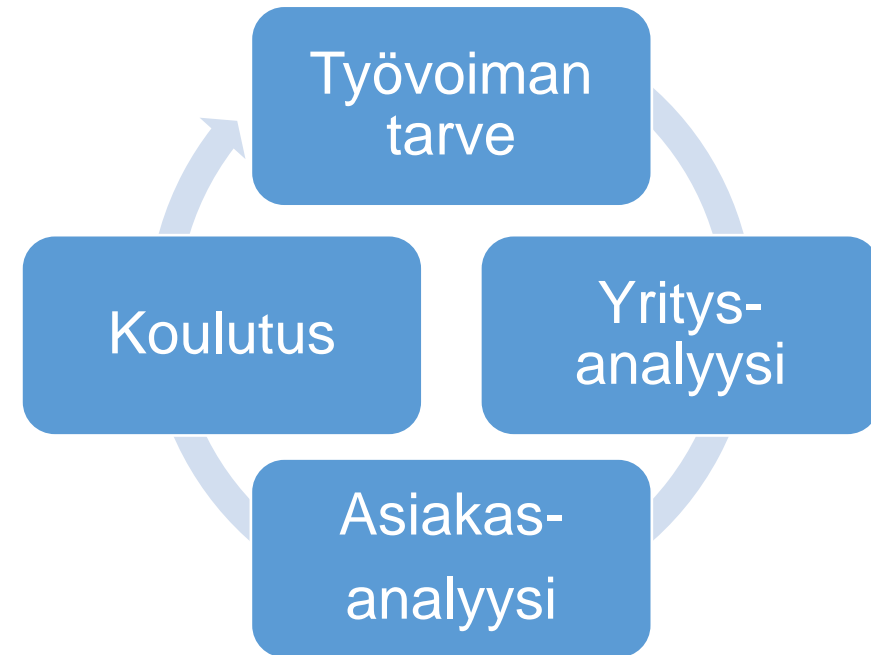 Työvoiman
tarve
Yritys-
analyysi
Asiakas-
analyysi
Koulutus